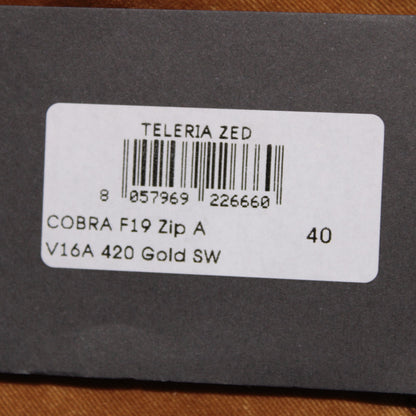 TELERIA ZED
8 057969 226660
COBRA F19 Zip A
40
V16A 420 Gold SW